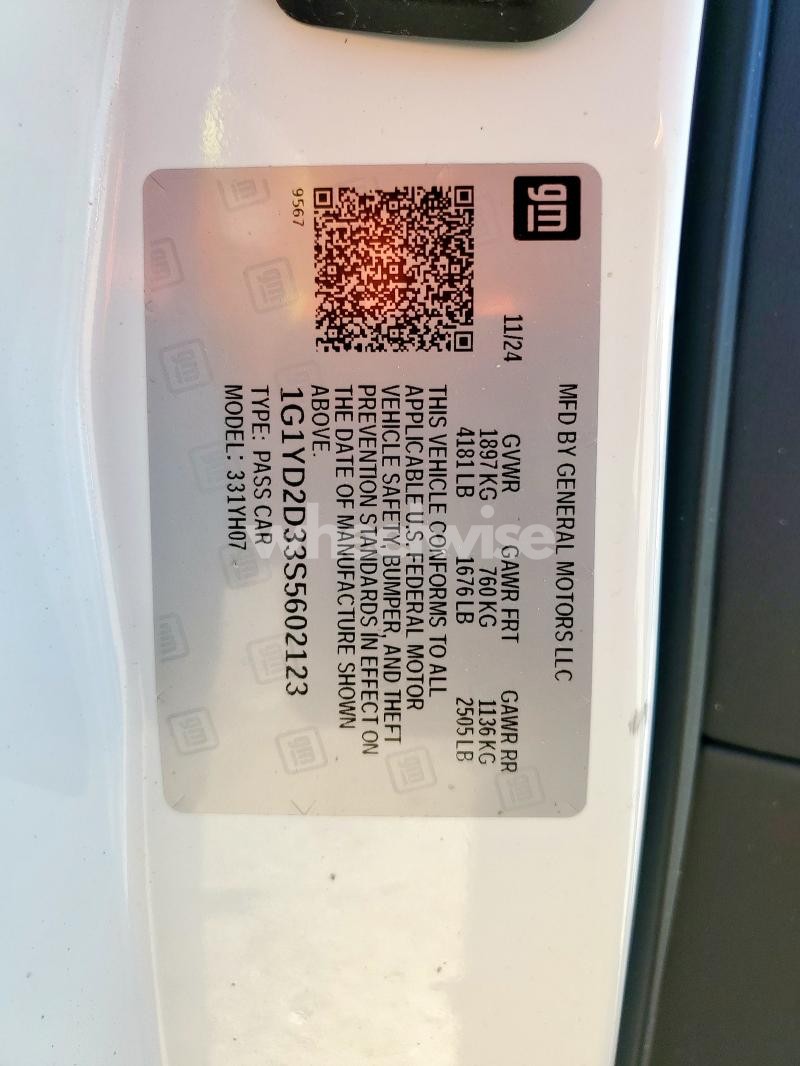 gm
MFD BY GENERAL MOTORS LLC
11/24
GVWR GAWR FRT GAWR RR
1897 KG 760 KG 1136 KG
4181 LB 1676 LB 2505 LB
THIS VEHICLE CONFORMS TO ALL
APPLICABLE U.S. FEDERAL MOTOR
VEHICLE SAFETY, BUMPER, AND THEFT
PREVENTION STANDARDS IN EFFECT ON
THE DATE OF MANUFACTURE SHOWN
ABOVE.
1G1YD2D33S5602123
TYPE: PASS CAR
MODEL: 331YH07
9567
wheelwise